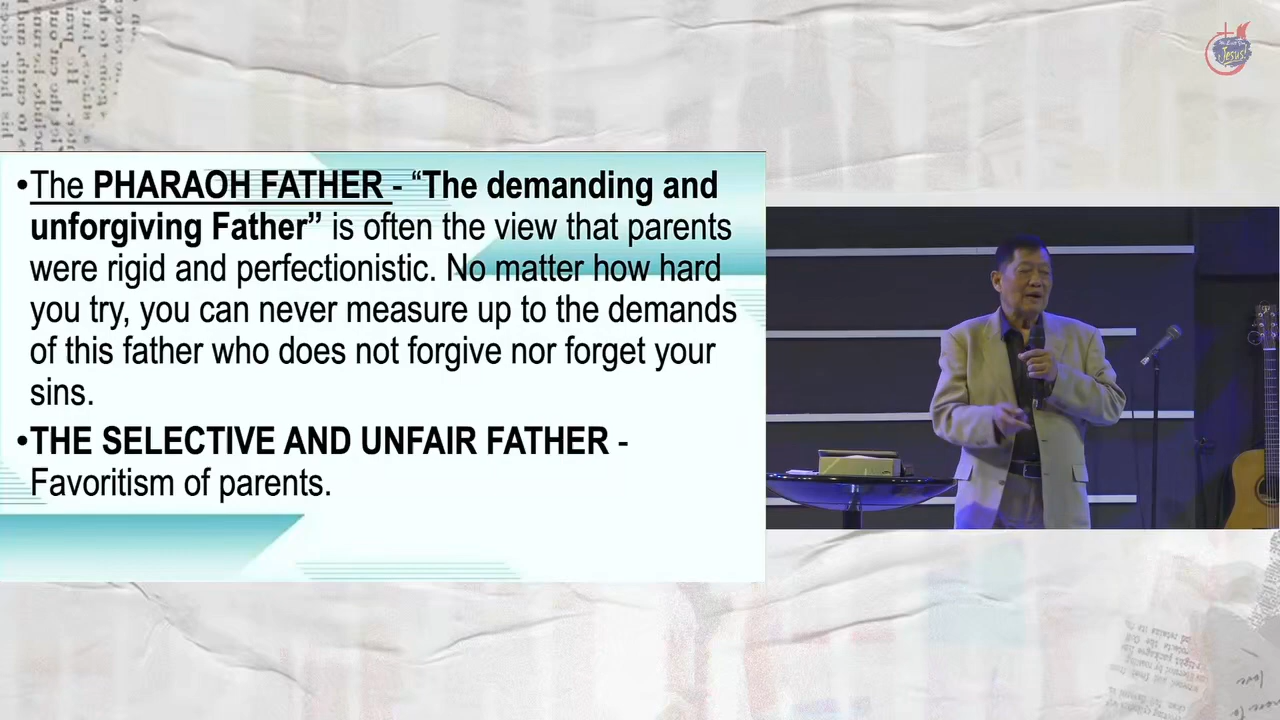 •The PHARAOH FATHER - “The demanding and
unforgiving Father” is often the view that parents
were rigid and perfectionistic. No matter how hard
you try, you can never measure up to the demands
of this father who does not forgive nor forget your
sins.
•THE SELECTIVE AND UNFAIR FATHER -
Favoritism of parents.
Jesus!